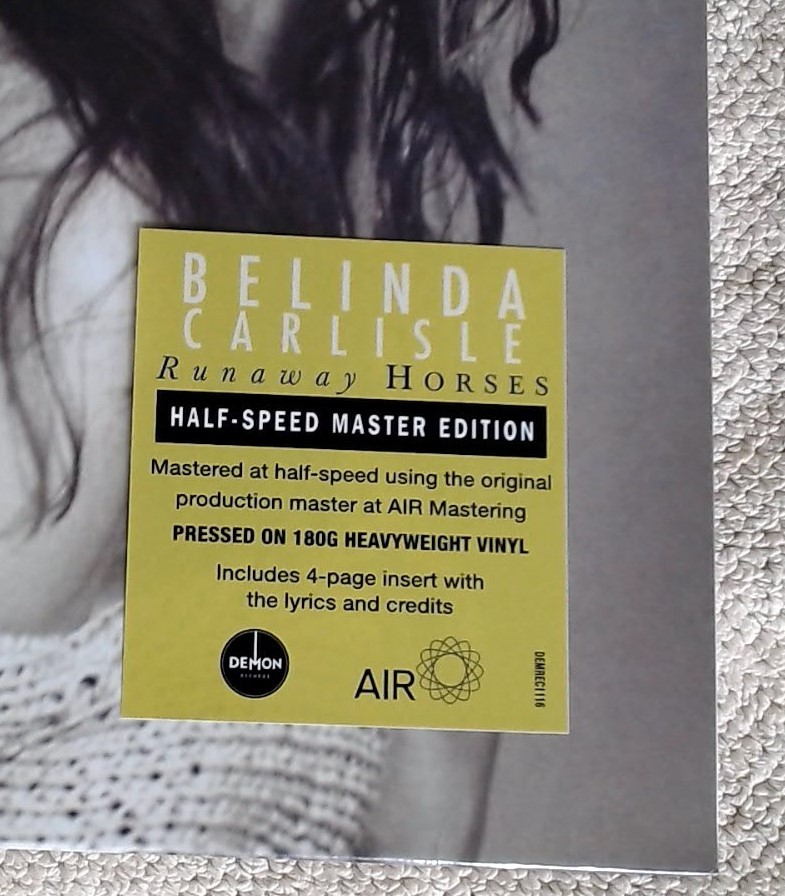 BELINDA
CARLISLE
Runaway HORSES
HALF-SPEED MASTER EDITION
Mastered at half-speed using the original
production master at AIR Mastering
PRESSED ON 180G HEAVYWEIGHT VINYL
Includes 4-page insert with
the lyrics and credits
DEMON
RECORDS
AIR
DEMREC1116